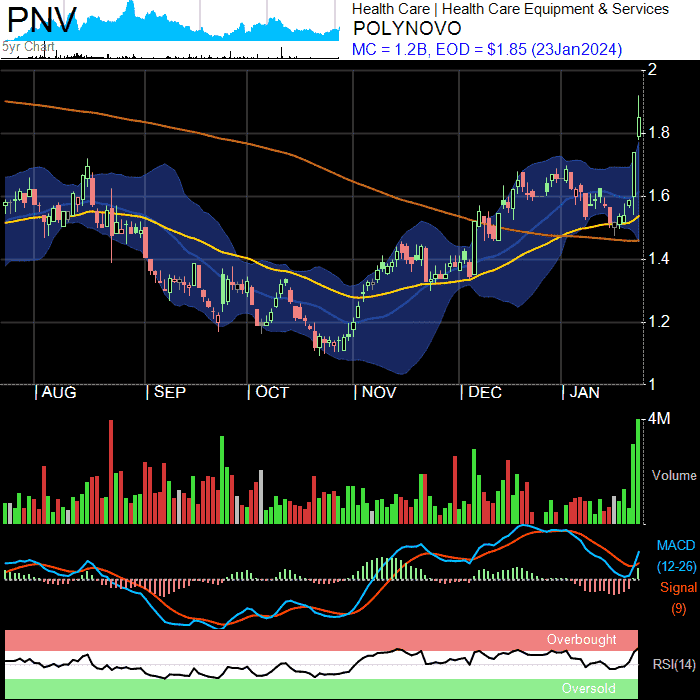 PNV
5yr Chart
Health Care | Health Care Equipment & Services
POLYNOVO
MC = 1.2B, EOD = $1.85 (23Jan2024)
2
1.8
1.6
1.4
1.2
1
| AUG | SEP | OCT | NOV | DEC | JAN
4M
Volume
MACD
(12-26)
Signal
(9)
Overbought
RSI(14)
Oversold